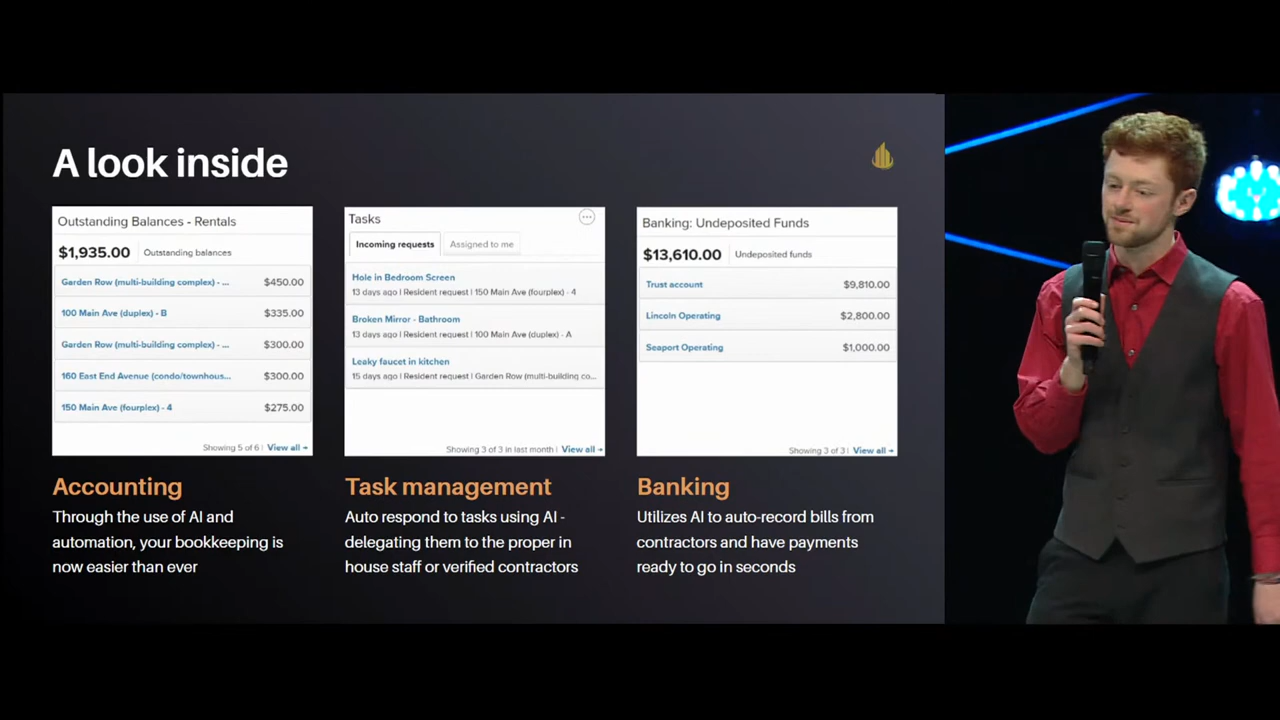 A look inside
Outstanding Balances - Rentals
$1,935.00 Outstanding balances
Garden Row (multi-building complex) - ... $450.00
100 Main Ave (duplex) - B $335.00
Garden Row (multi-building complex) - ... $300.00
160 East End Avenue (condo/townhous... $300.00
150 Main Ave (fourplex) - 4 $275.00
Showing 5 of 6 | View all
Accounting
Through the use of AI and
automation, your bookkeeping is
now easier than ever
Tasks
Incoming requests Assigned to me
Hole in Bedroom Screen
13 days ago | Resident request | 150 Main Ave (fourplex) - 4
Broken Mirror - Bathroom
13 days ago | Resident request | 100 Main Ave (duplex) - A
Leaky faucet in kitchen
15 days ago | Resident request | Garden Row (multi-building co...
Showing 3 of 3 in last month | View all
Task management
Auto respond to tasks using AI -
delegating them to the proper in
house staff or verified contractors
Banking: Undeposited Funds
$13,610.00 Undeposited funds
Trust account $9,810.00
Lincoln Operating $2,800.00
Seaport Operating $1,000.00
Showing 3 of 3 | View all
Banking
Utilizes AI to auto-record bills from
contractors and have payments
ready to go in seconds